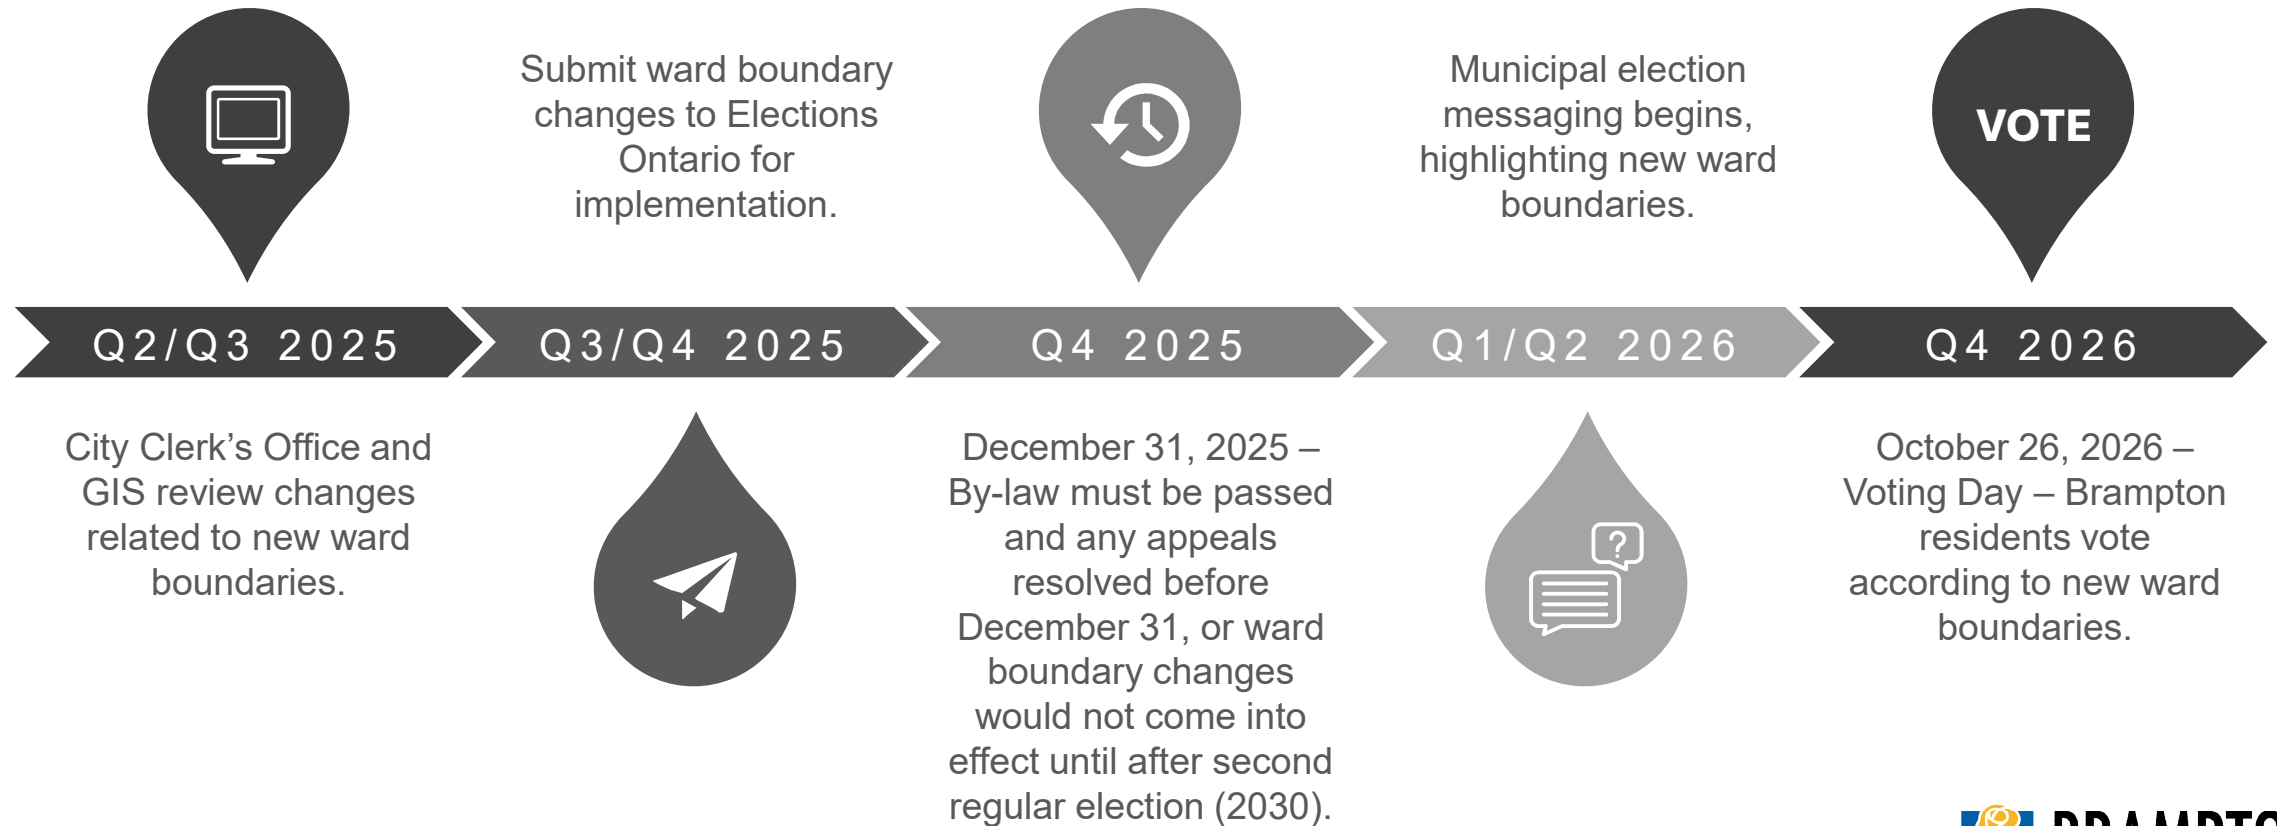 Submit ward boundary
changes to Elections
Ontario for
implementation.
Municipal election
messaging begins,
highlighting new ward
boundaries.
VOTE
Q2/Q3 2025
Q3/Q4 2025
Q4 2025
Q1/Q2 2026
Q4 2026
City Clerk’s Office and
GIS review changes
related to new ward
boundaries.
December 31, 2025 –
By-law must be passed
and any appeals
resolved before
December 31, or ward
boundary changes
would not come into
effect until after second
regular election (2030).
?
October 26, 2026 –
Voting Day – Brampton
residents vote
according to new ward
boundaries.